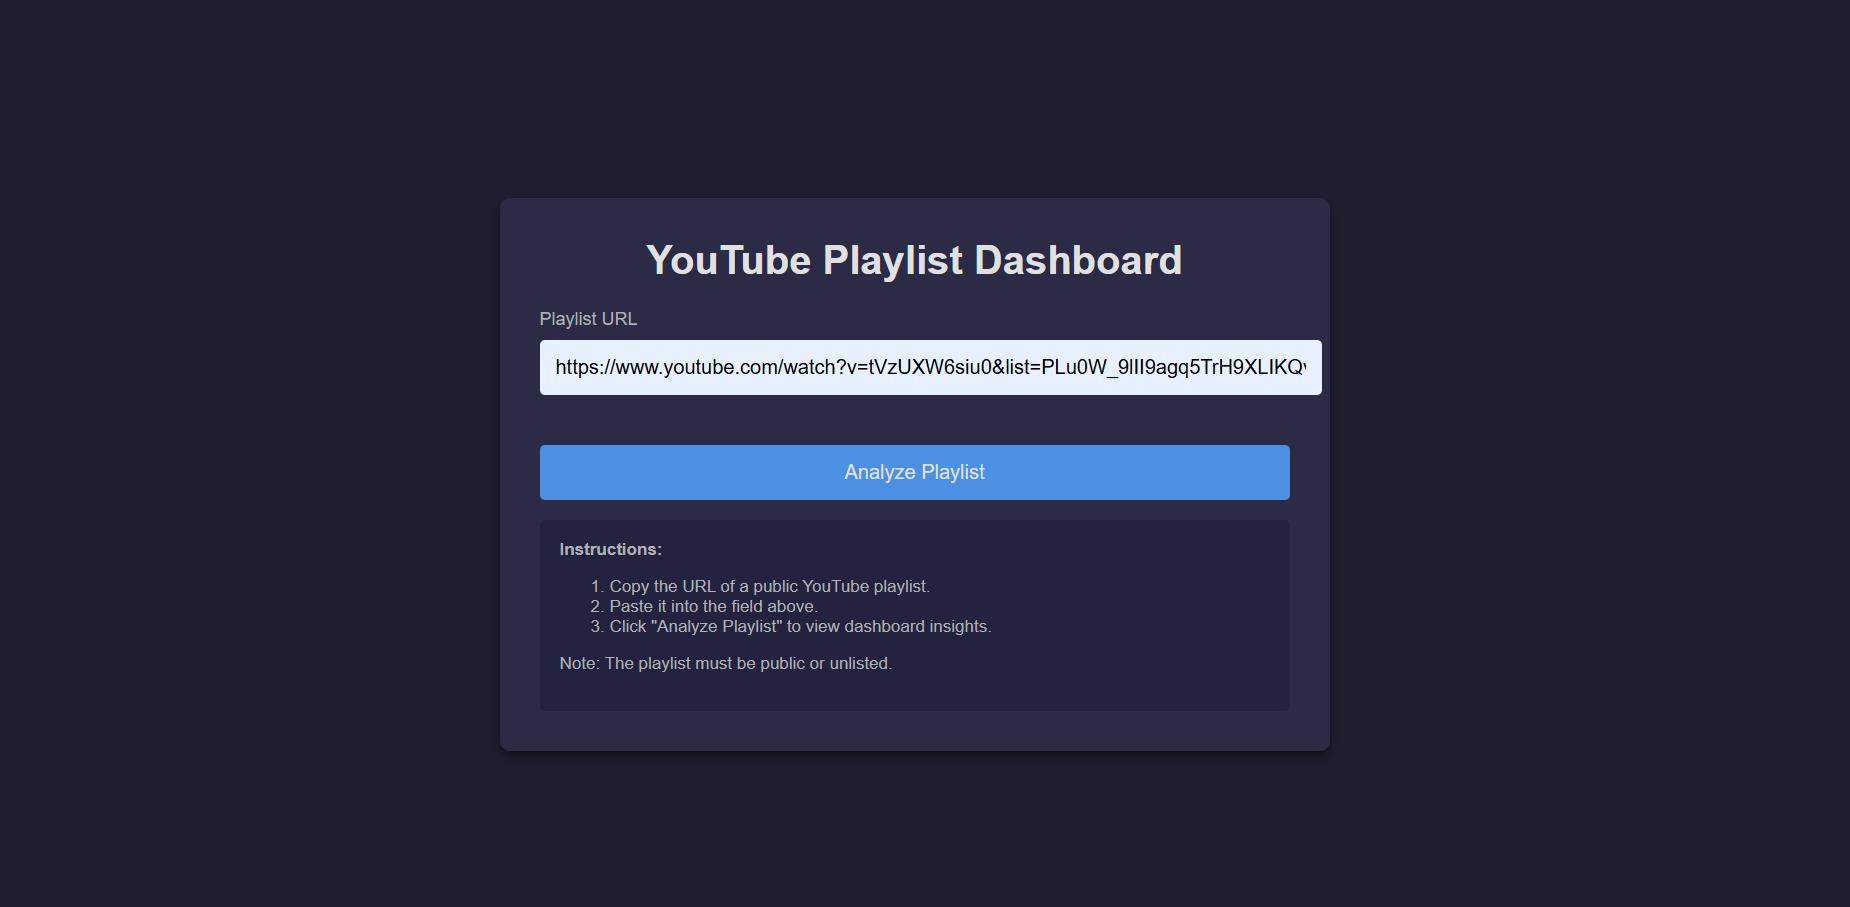 YouTube Playlist Dashboard
Playlist URL
https://www.youtube.com/watch?v=tVzUXW6siu0&list=PLu0W_9lII9agq5TrH9XLIKQv
Analyze Playlist
Instructions:
1. Copy the URL of a public YouTube playlist.
2. Paste it into the field above.
3. Click "Analyze Playlist" to view dashboard insights.
Note: The playlist must be public or unlisted.